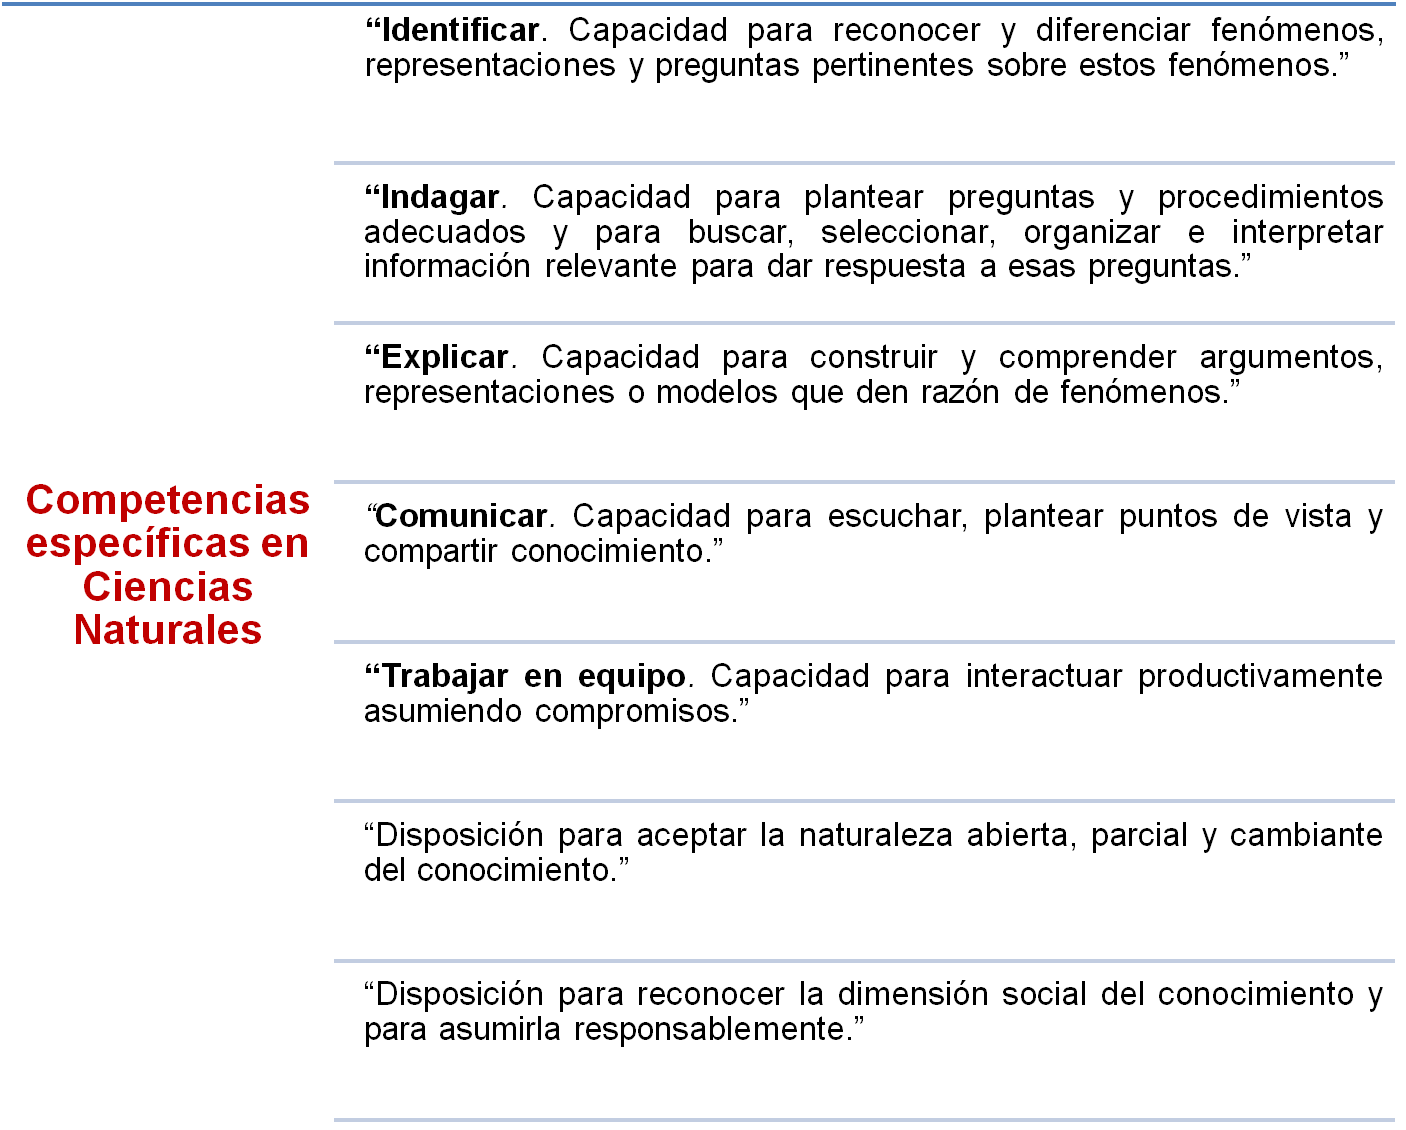 “Identificar. Capacidad para reconocer y diferenciar fenómenos,
representaciones y preguntas pertinentes sobre estos fenómenos.”
“Indagar. Capacidad para plantear preguntas y procedimientos
adecuados y para buscar, seleccionar, organizar e interpretar
información relevante para dar respuesta a esas preguntas.”
“Explicar. Capacidad para construir y comprender argumentos,
representaciones o modelos que den razón de fenómenos.”
Competencias
específicas en
Ciencias
Naturales
“Comunicar. Capacidad para escuchar, plantear puntos de vista y
compartir conocimiento.”
“Trabajar en equipo. Capacidad para interactuar productivamente
asumiendo compromisos.”
“Disposición para aceptar la naturaleza abierta, parcial y cambiante
del conocimiento.”
“Disposición para reconocer la dimensión social del conocimiento y
para asumirla responsablemente.”